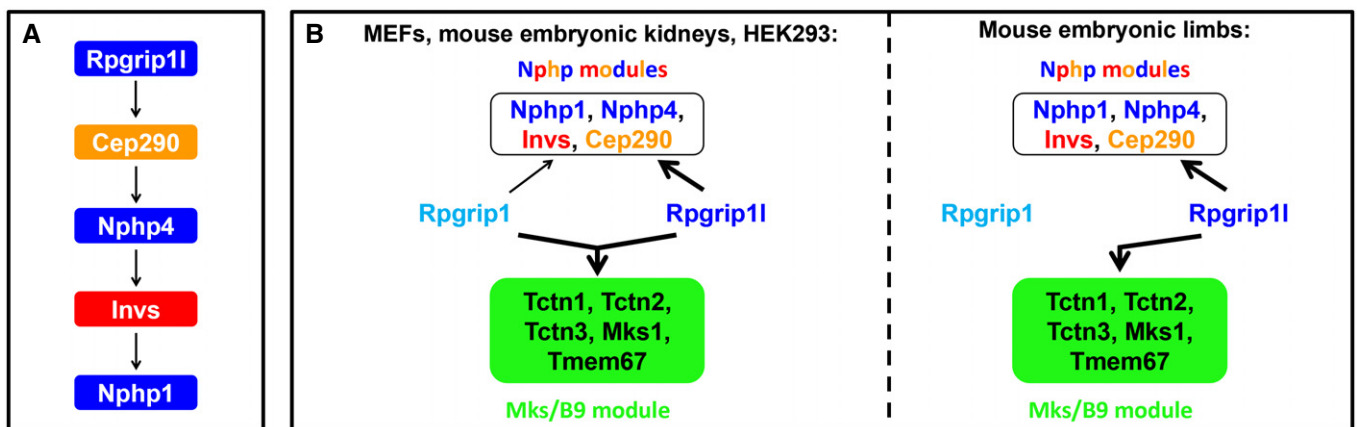 A
Rpgrip1l
Cep290
Nphp4
Invs
Nphp1
B
MEFs, mouse embryonic kidneys, HEK293:
Nphp modules
Nphp1, Nphp4,
Invs, Cep290
Rpgrip1
Rpgrip1l
Tctn1, Tctn2,
Tctn3, Mks1,
Tmem67
Mks/B9 module
Mouse embryonic limbs:
Nphp modules
Nphp1, Nphp4,
Invs, Cep290
Rpgrip1
Rpgrip1l
Tctn1, Tctn2,
Tctn3, Mks1,
Tmem67
Mks/B9 module